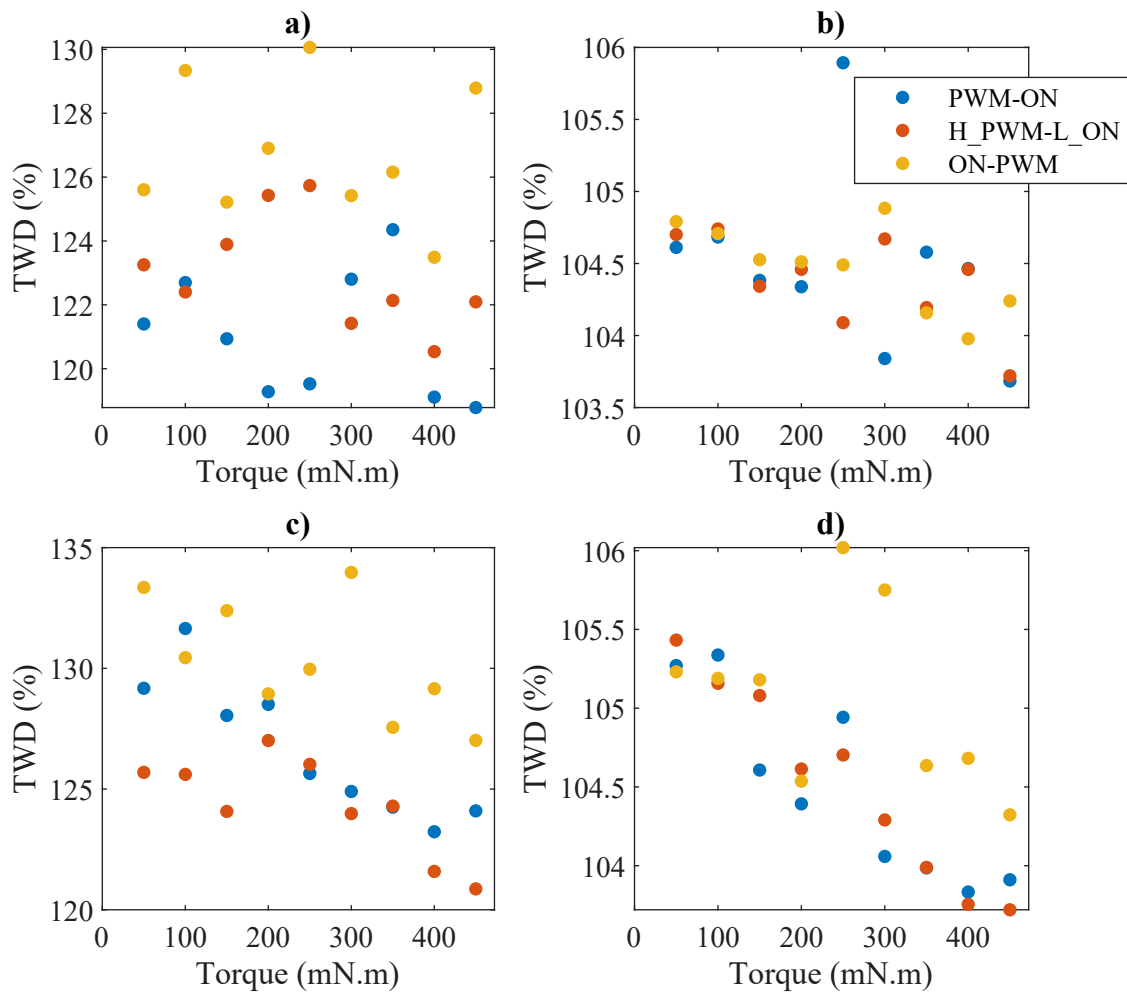 a)
130
128
126
124
122
120
TWD (%)
0 100 200 300 400
Torque (mN.m)
b)
106
105.5
105
104.5
104
103.5
TWD (%)
0 100 200 300 400
Torque (mN.m)
PWM-ON
H_PWM-L_ON
ON-PWM
c)
135
130
125
120
TWD (%)
0 100 200 300 400
Torque (mN.m)
d)
106
105.5
105
104.5
104
TWD (%)
0 100 200 300 400
Torque (mN.m)